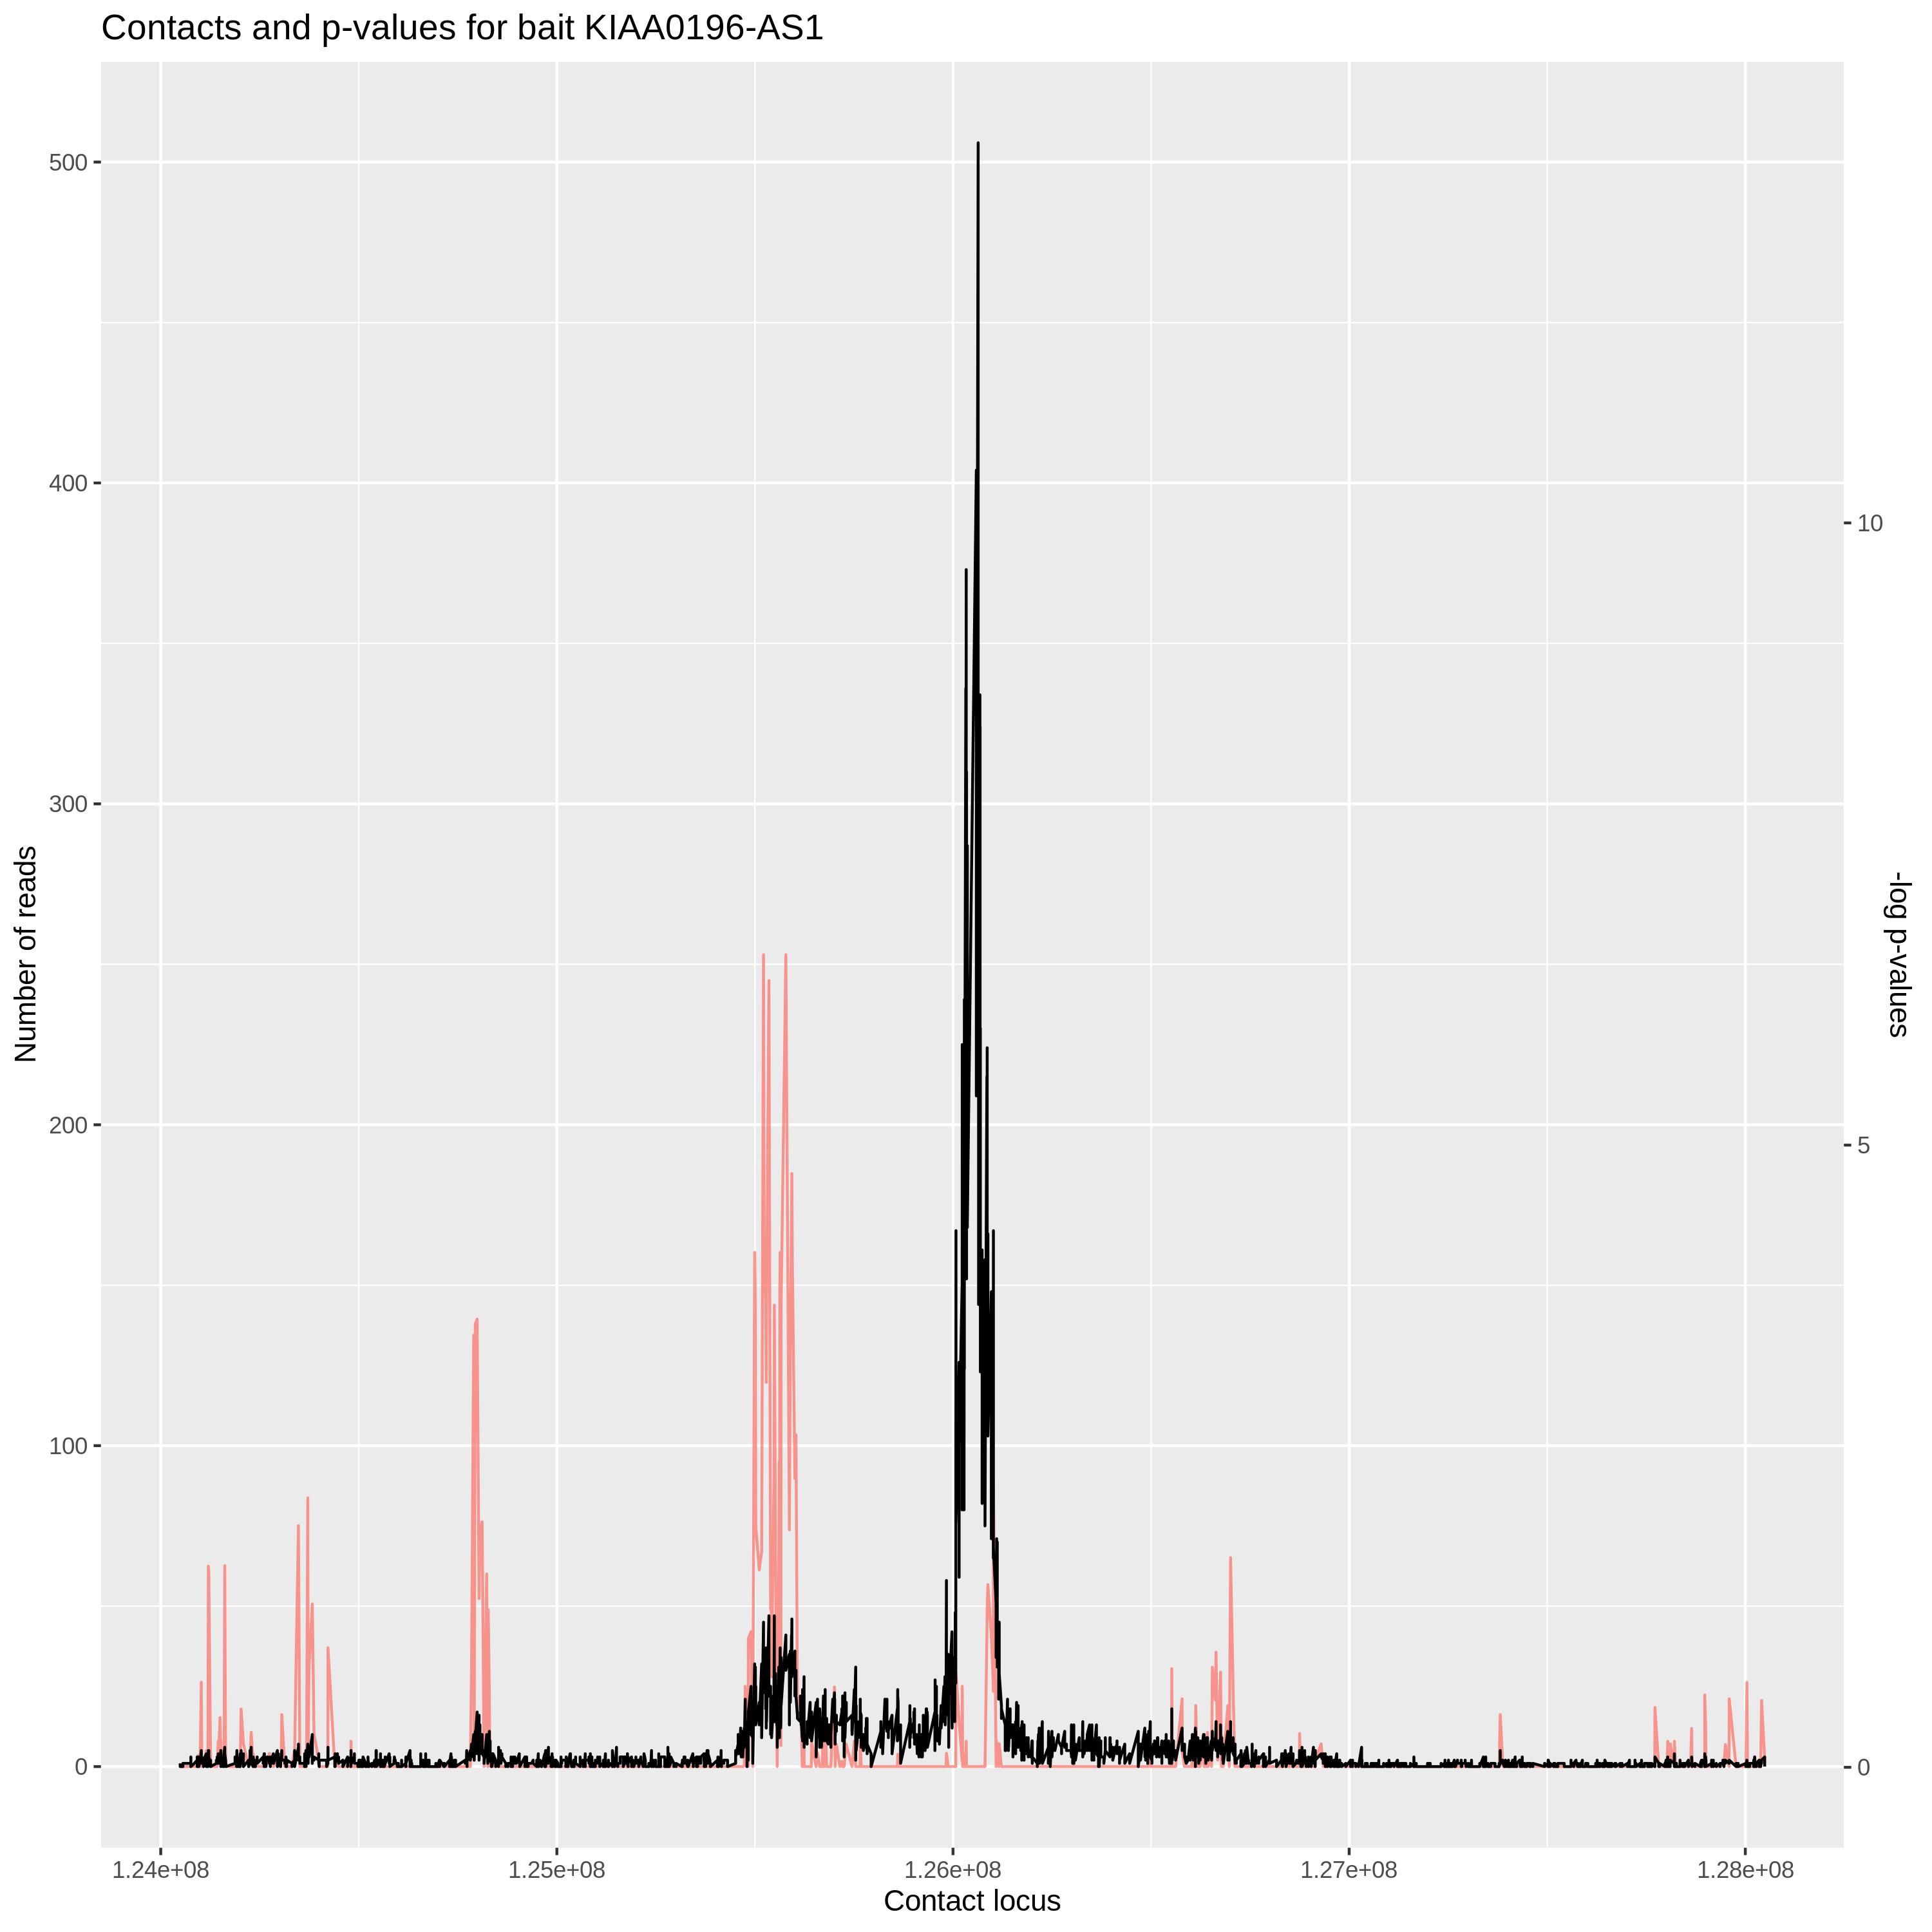 Contacts and p-values for bait KIAA0196-AS1
500
400
300
200
100
0
Number of reads
10
5
0
-log p-values
1.24e+08
1.25e+08
1.26e+08
1.27e+08
1.28e+08
Contact locus